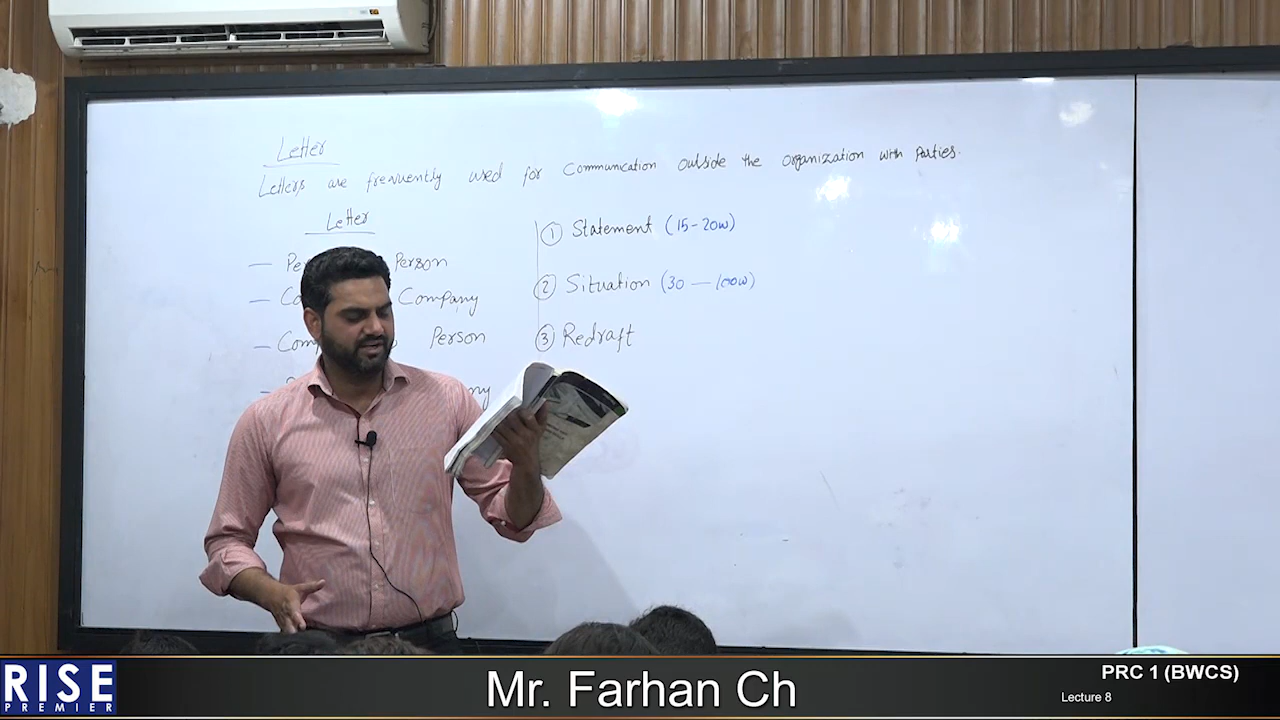 Letter
Letters are frequently used for Communication outside the organization with Parties.
Letter
— Person
— Company
— Person
① Statement (15-20w)
② Situation (30 — 100w)
③ Redraft
RISE
PREMIER
Mr. Farhan Ch
PRC 1 (BWCS)
Lecture 8